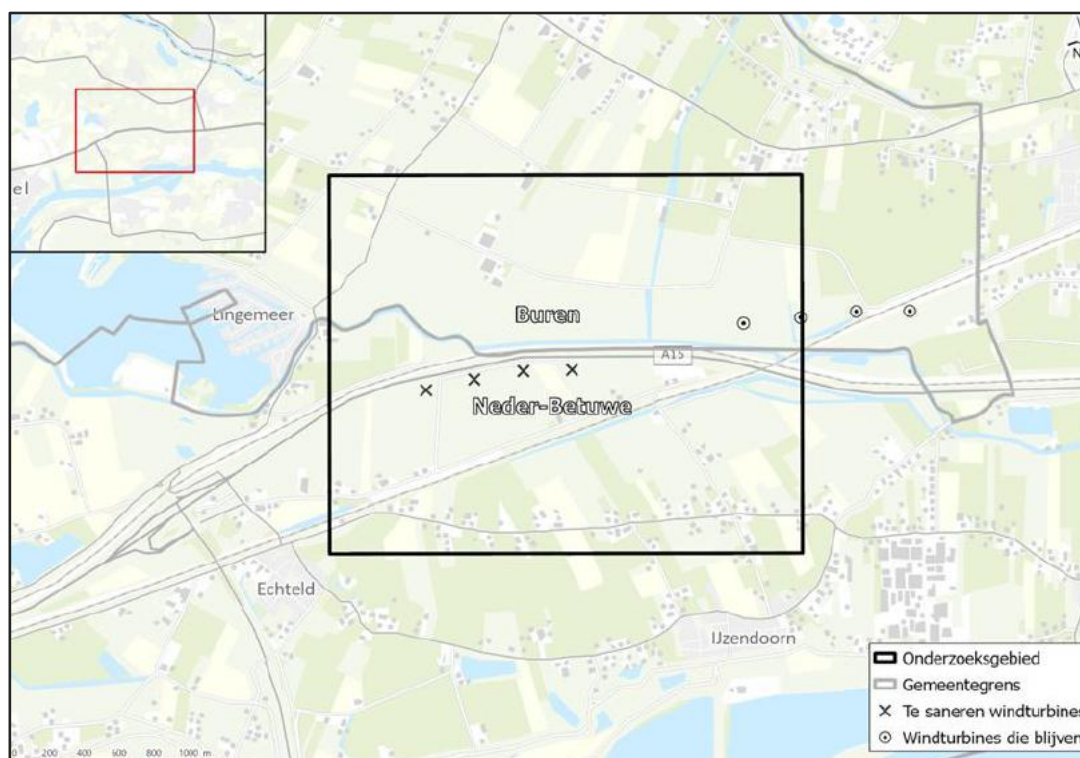 N
el
Lingemeer
Buren
A15
Neder-Betuwe
Echteld
IJzendoorn
Onderzoeksgebied
Gemeentegrens
Te saneren windturbines
Windturbines die blijven
0 200 400 600 800 1000 m